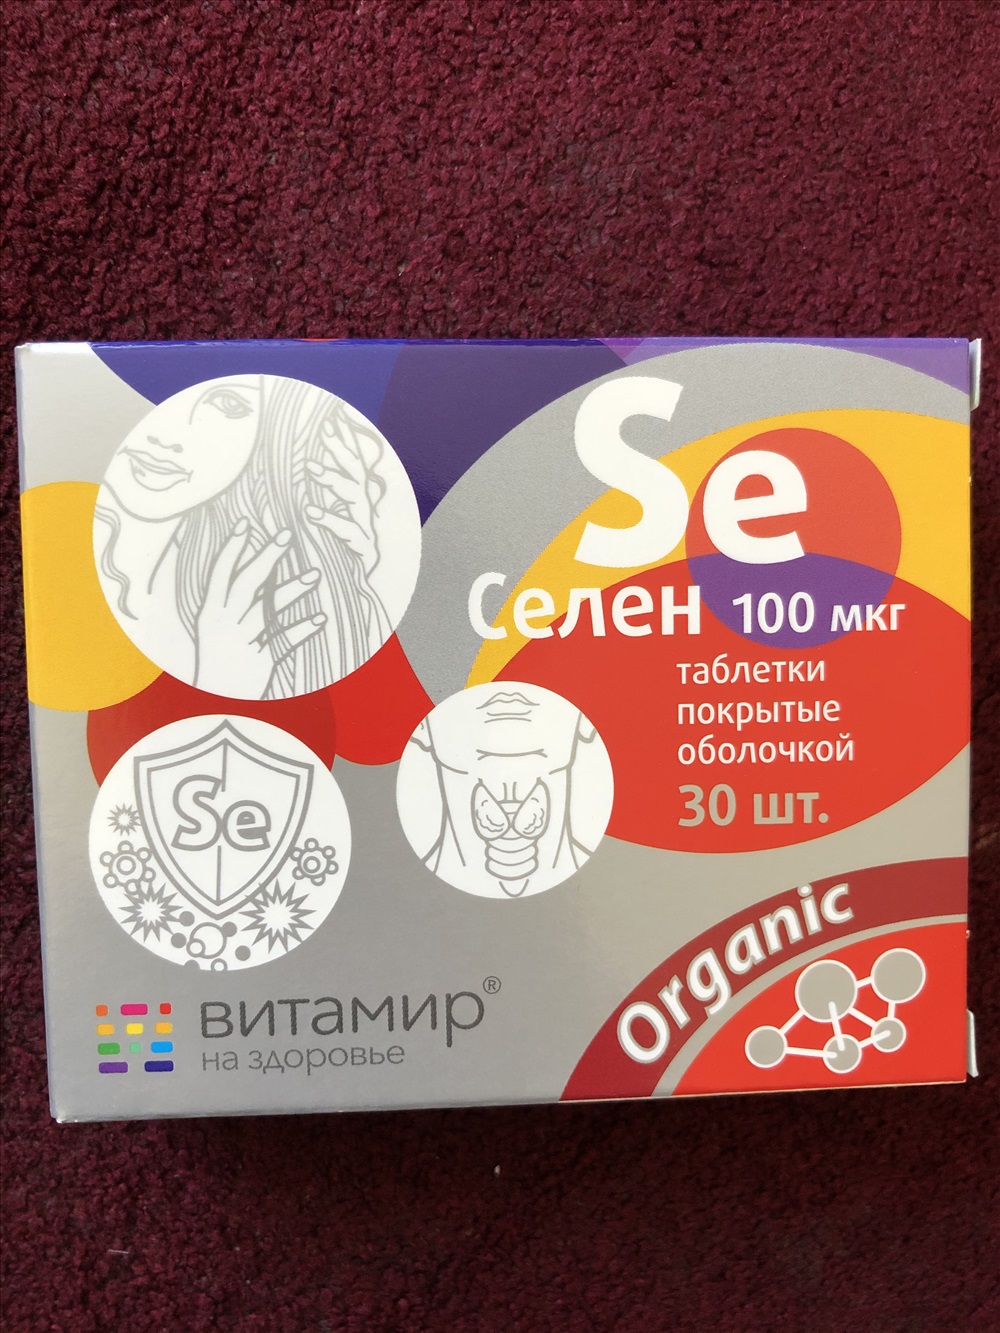 Se
Селен 100 мкг
таблетки
покрытые
оболочкой
30 шт.
Se
Organic
витамир®
на здоровье